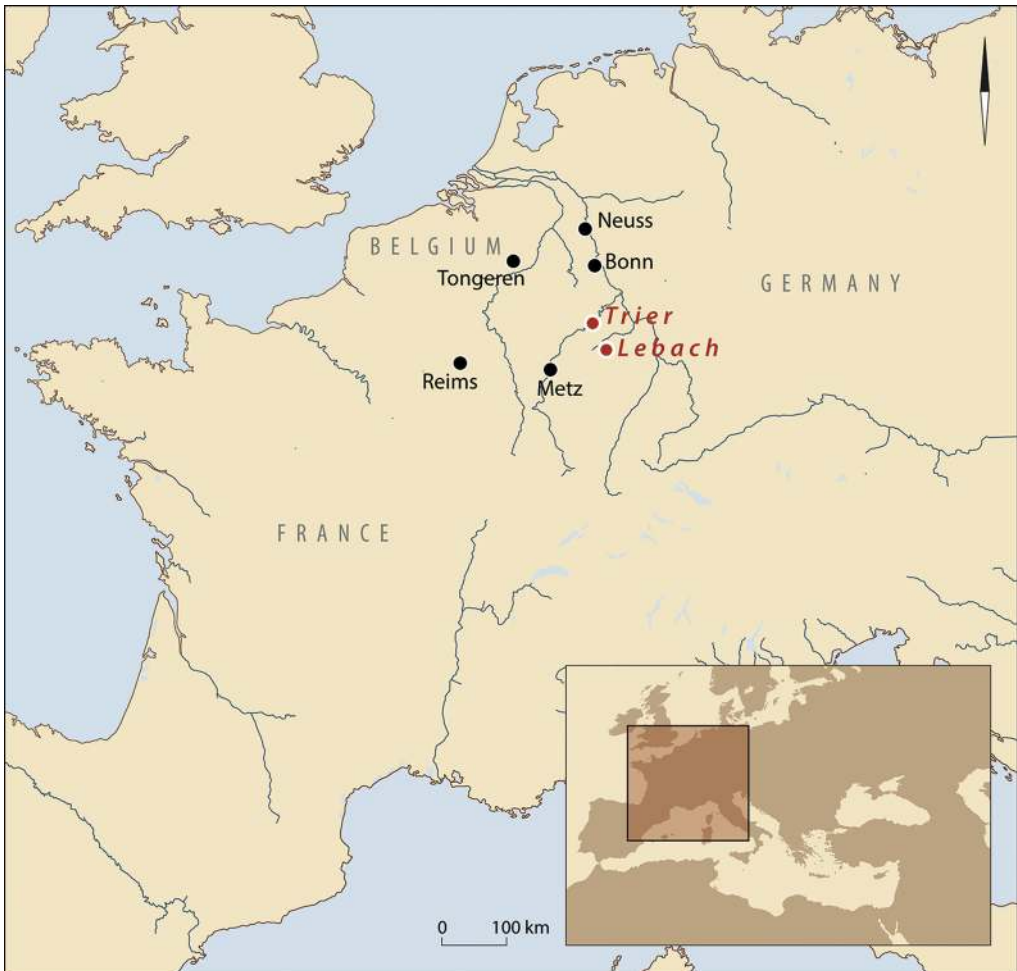 Neuss
BELGIUM
Bonn
Tongeren
GERMANY
Trier
Lebach
Reims
Metz
FRANCE
0 100 km